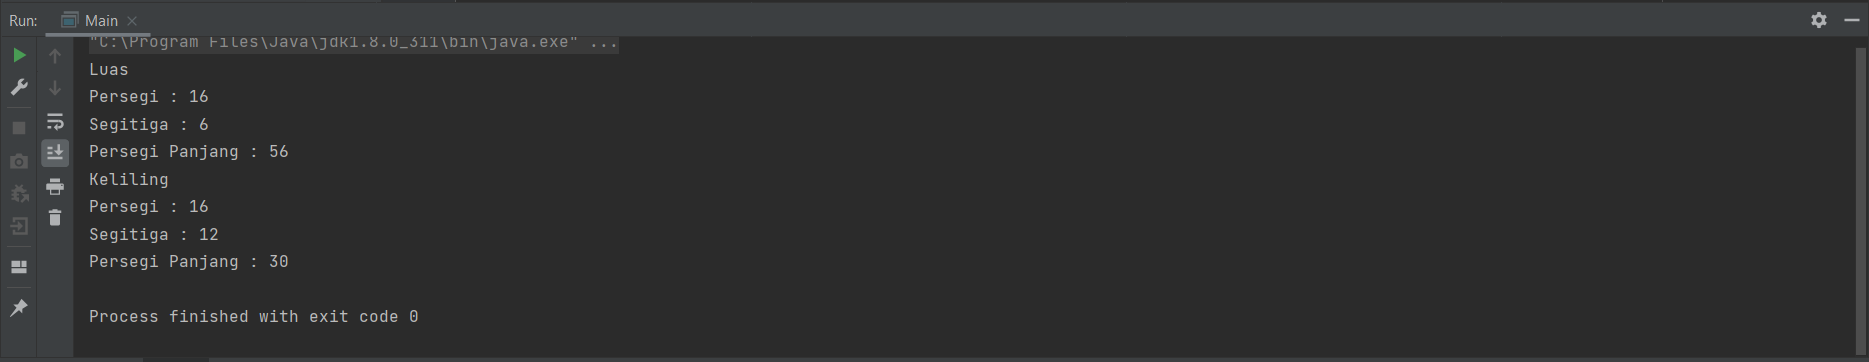 Run: Main
"C:\Program Files\Java\jdk1.8.0_311\bin\java.exe" ...
Luas
Persegi : 16
Segitiga : 6
Persegi Panjang : 56
Keliling
Persegi : 16
Segitiga : 12
Persegi Panjang : 30
Process finished with exit code 0